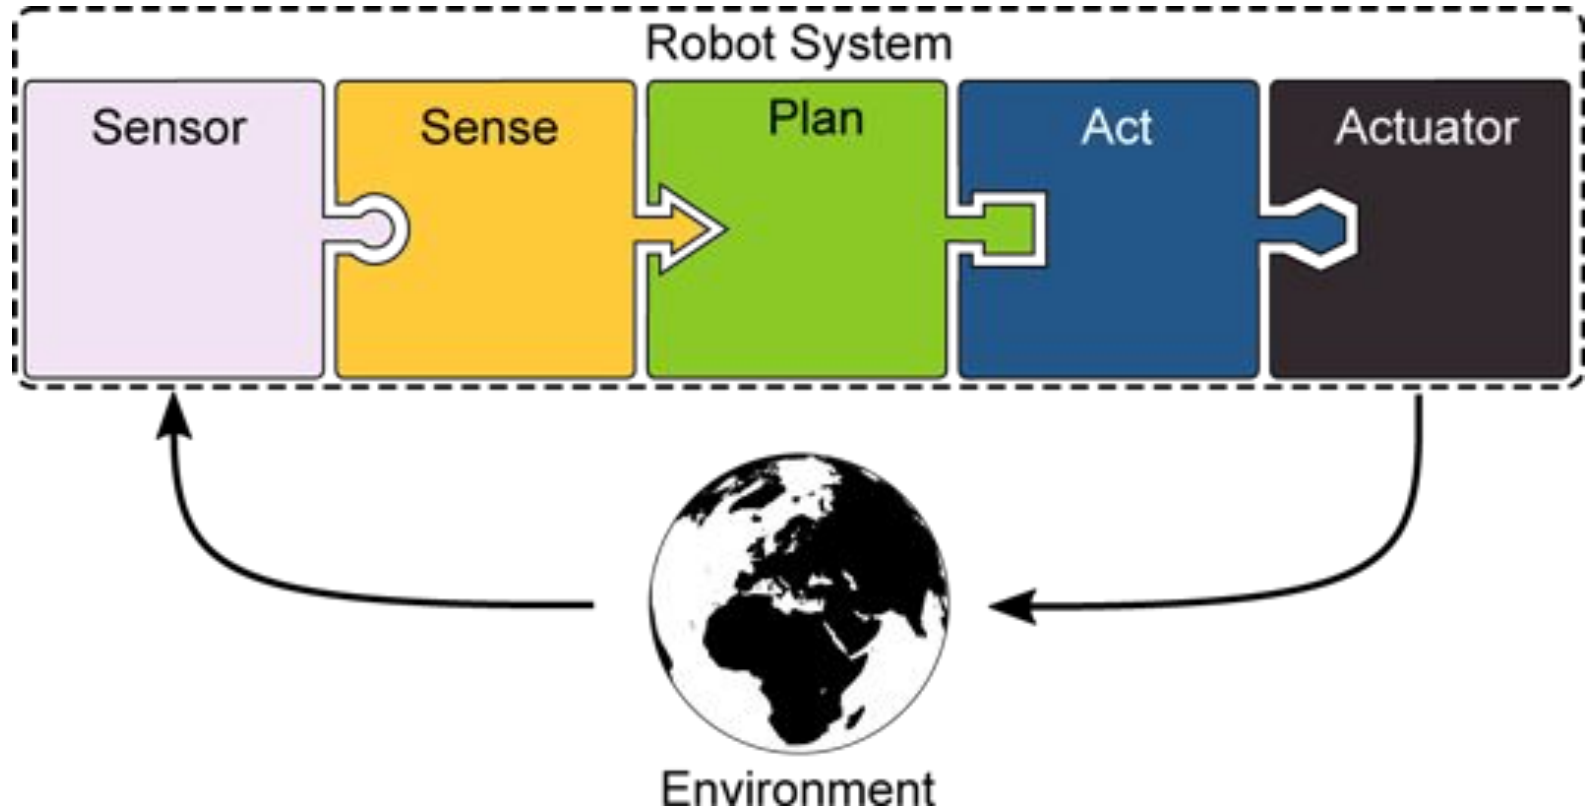 Robot System
Sensor
Sense
Plan
Act
Actuator
Environment